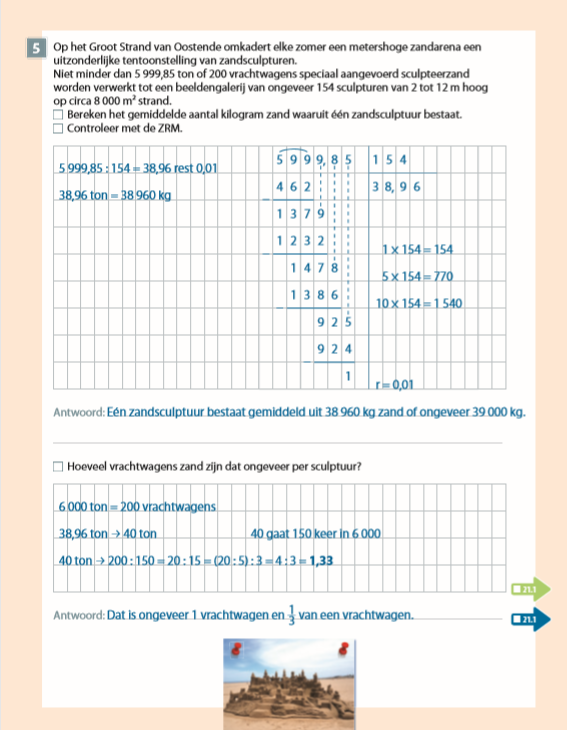 5 Op het Groot Strand van Oostende omkadert elke zomer een metershoge zandarena een
uitzonderlijke tentoonstelling van zandsculpturen.
Niet minder dan 5 999,85 ton of 200 vrachtwagens speciaal aangevoerd sculpteerzand
worden verwerkt tot een beeldengalerij van ongeveer 154 sculpturen van 2 tot 12 m hoog
op circa 8 000 m² strand.
Bereken het gemiddelde aantal kilogram zand waaruit één zandsculptuur bestaat.
Controleer met de ZRM.
5 999,85 : 154 = 38,96 rest 0,01
38,96 ton = 38 960 kg
5 9 9 9, 8 5 1 5 4
4 6 2 3 8, 9 6
1 3 7 9
1 2 3 2
1 4 7 8
1 3 8 6
9 2 5
9 2 4
1
1 x 154 = 154
5 x 154 = 770
10 x 154 = 1 540
r = 0,01
Antwoord: Eén zandsculptuur bestaat gemiddeld uit 38 960 kg zand of ongeveer 39 000 kg.
Hoeveel vrachtwagens zand zijn dat ongeveer per sculptuur?
6 000 ton = 200 vrachtwagens
38,96 ton → 40 ton 40 gaat 150 keer in 6 000
40 ton → 200 : 150 = 20 : 15 = (20 : 5) : 3 = 4 : 3 = 1,33
21.1
Antwoord: Dat is ongeveer 1 vrachtwagen en 1/3 van een vrachtwagen.
21.1